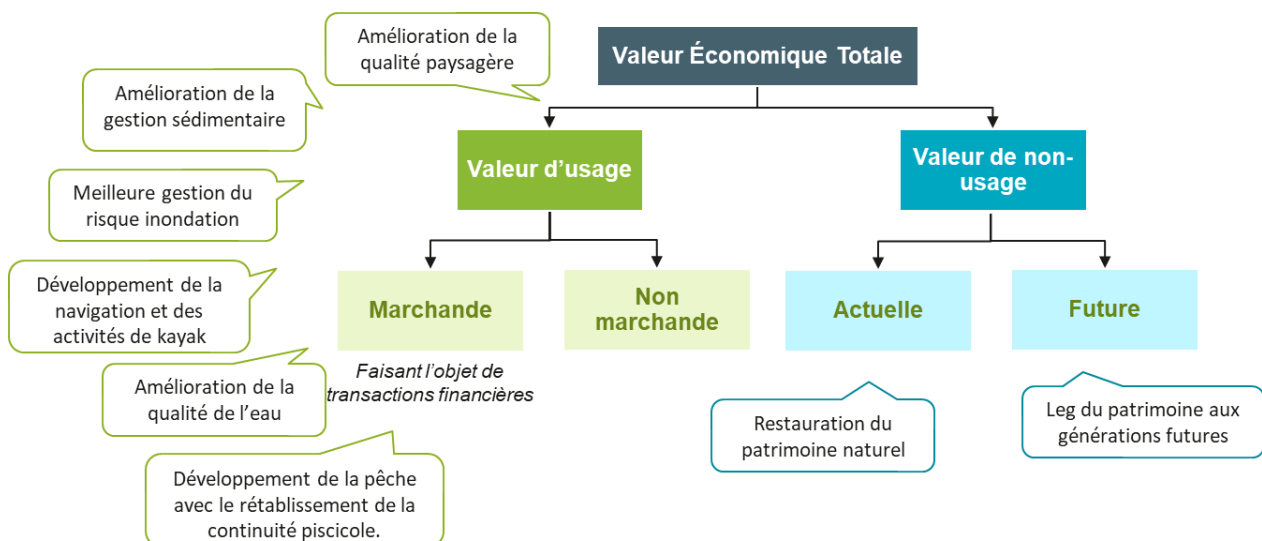 Amélioration de la
qualité paysagère
Valeur Économique Totale
Amélioration de la
gestion sédimentaire
Valeur d'usage
Valeur de non-
usage
Meilleure gestion du
risque inondation
Développement de la
navigation et des
activités de kayak
Marchande
Non
marchande
Actuelle
Future
Faisant l'objet de
transactions financières
Amélioration de la
qualité de l'eau
Restauration du
patrimoine naturel
Leg du patrimoine aux
générations futures
Développement de la pêche
avec le rétablissement de la
continuité piscicole.